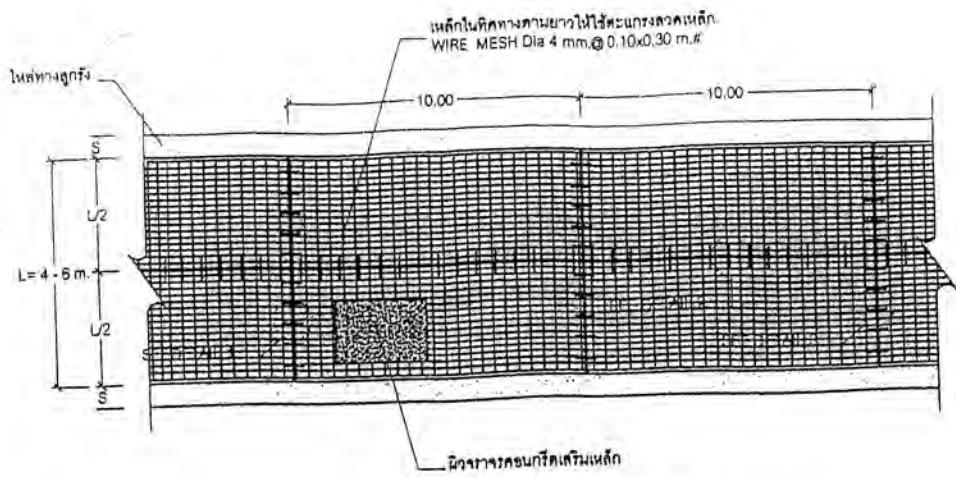 เหล็กในทิศทางตามยาวให้ใช้ตะแกรงลวดเหล็ก
WIRE MESH Dia 4 mm.@ 0.10x0.30 m.#
ไหล่ทางลูกรัง
10.00
10.00
S
L/2
L= 4 - 6 m.
L/2
S
ผิวจราจรคอนกรีตเสริมเหล็ก